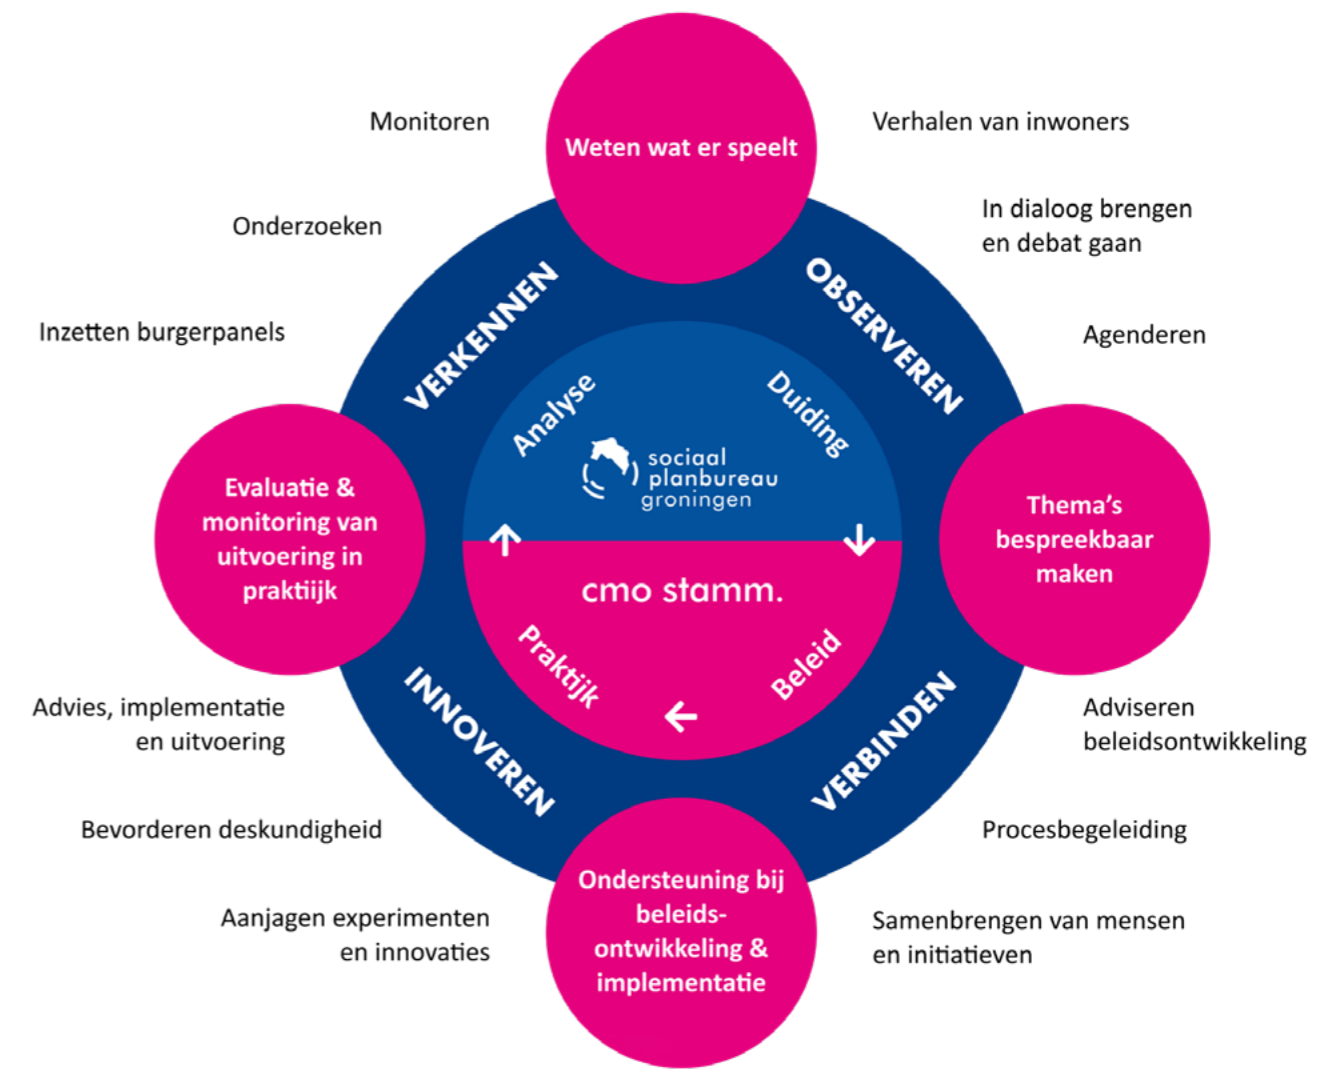 Weten wat er speelt
Monitoren
Verhalen van inwoners
Onderzoeken
In dialoog brengen
en debat gaan
Inzetten burgerpanels
Agenderen
VERKENNEN
OBSERVEREN
Analyse
Duiding
sociaal
planbureau
groningen
Evaluatie &
monitoring van
uitvoering in
praktiijk
Thema’s
bespreekbaar
maken
cmo stamm.
Praktijk
Beleid
INNOVEREN
VERBINDEN
Advies, implementatie
en uitvoering
Adviseren
beleidsontwikkeling
Bevorderen deskundigheid
Procesbegeleiding
Aanjagen experimenten
en innovaties
Samenbrengen van mensen
en initiatieven
Ondersteuning bij
beleids-
ontwikkeling &
implementatie